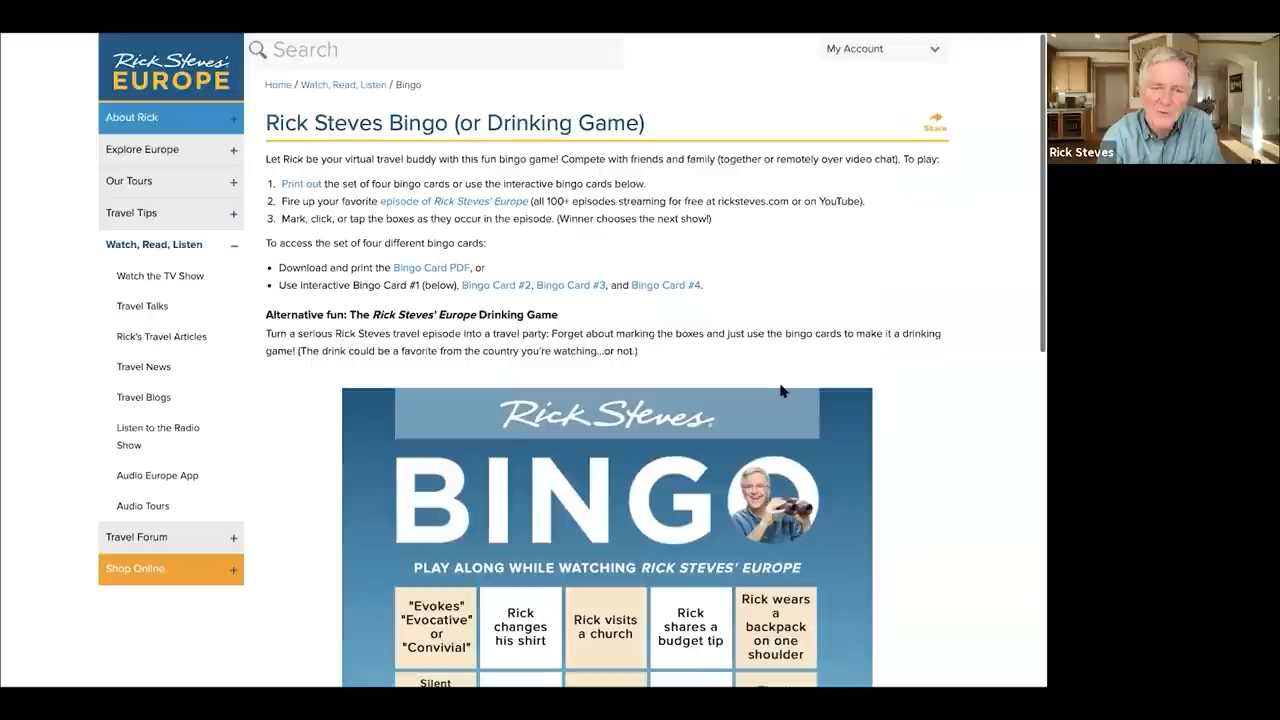 Rick Steves'
EUROPE
Search
My Account
About Rick +
Explore Europe +
Our Tours +
Travel Tips +
Watch, Read, Listen –
Watch the TV Show
Travel Talks
Rick's Travel Articles
Travel News
Travel Blogs
Listen to the Radio
Show
Audio Europe App
Audio Tours
Travel Forum +
Shop Online +
Home / Watch, Read, Listen / Bingo
Rick Steves Bingo (or Drinking Game)
Share
Let Rick be your virtual travel buddy with this fun bingo game! Compete with friends and family (together or remotely over video chat). To play:
1. Print out the set of four bingo cards or use the interactive bingo cards below.
2. Fire up your favorite episode of Rick Steves' Europe (all 100+ episodes streaming for free at ricksteves.com or on YouTube).
3. Mark, click, or tap the boxes as they occur in the episode. (Winner chooses the next show!)
To access the set of four different bingo cards:
• Download and print the Bingo Card PDF, or
• Use interactive Bingo Card #1 (below), Bingo Card #2, Bingo Card #3, and Bingo Card #4.
Alternative fun: The Rick Steves' Europe Drinking Game
Turn a serious Rick Steves travel episode into a travel party: Forget about marking the boxes and just use the bingo cards to make it a drinking
game! (The drink could be a favorite from the country you're watching...or not.)
Rick Steves.
BINGO
PLAY ALONG WHILE WATCHING RICK STEVES' EUROPE
"Evokes"
"Evocative"
or
"Convivial"
Rick
changes
his shirt
Rick visits
a church
Rick
shares a
budget tip
Rick wears
a
backpack
on one
shoulder
Silent
Rick Steves